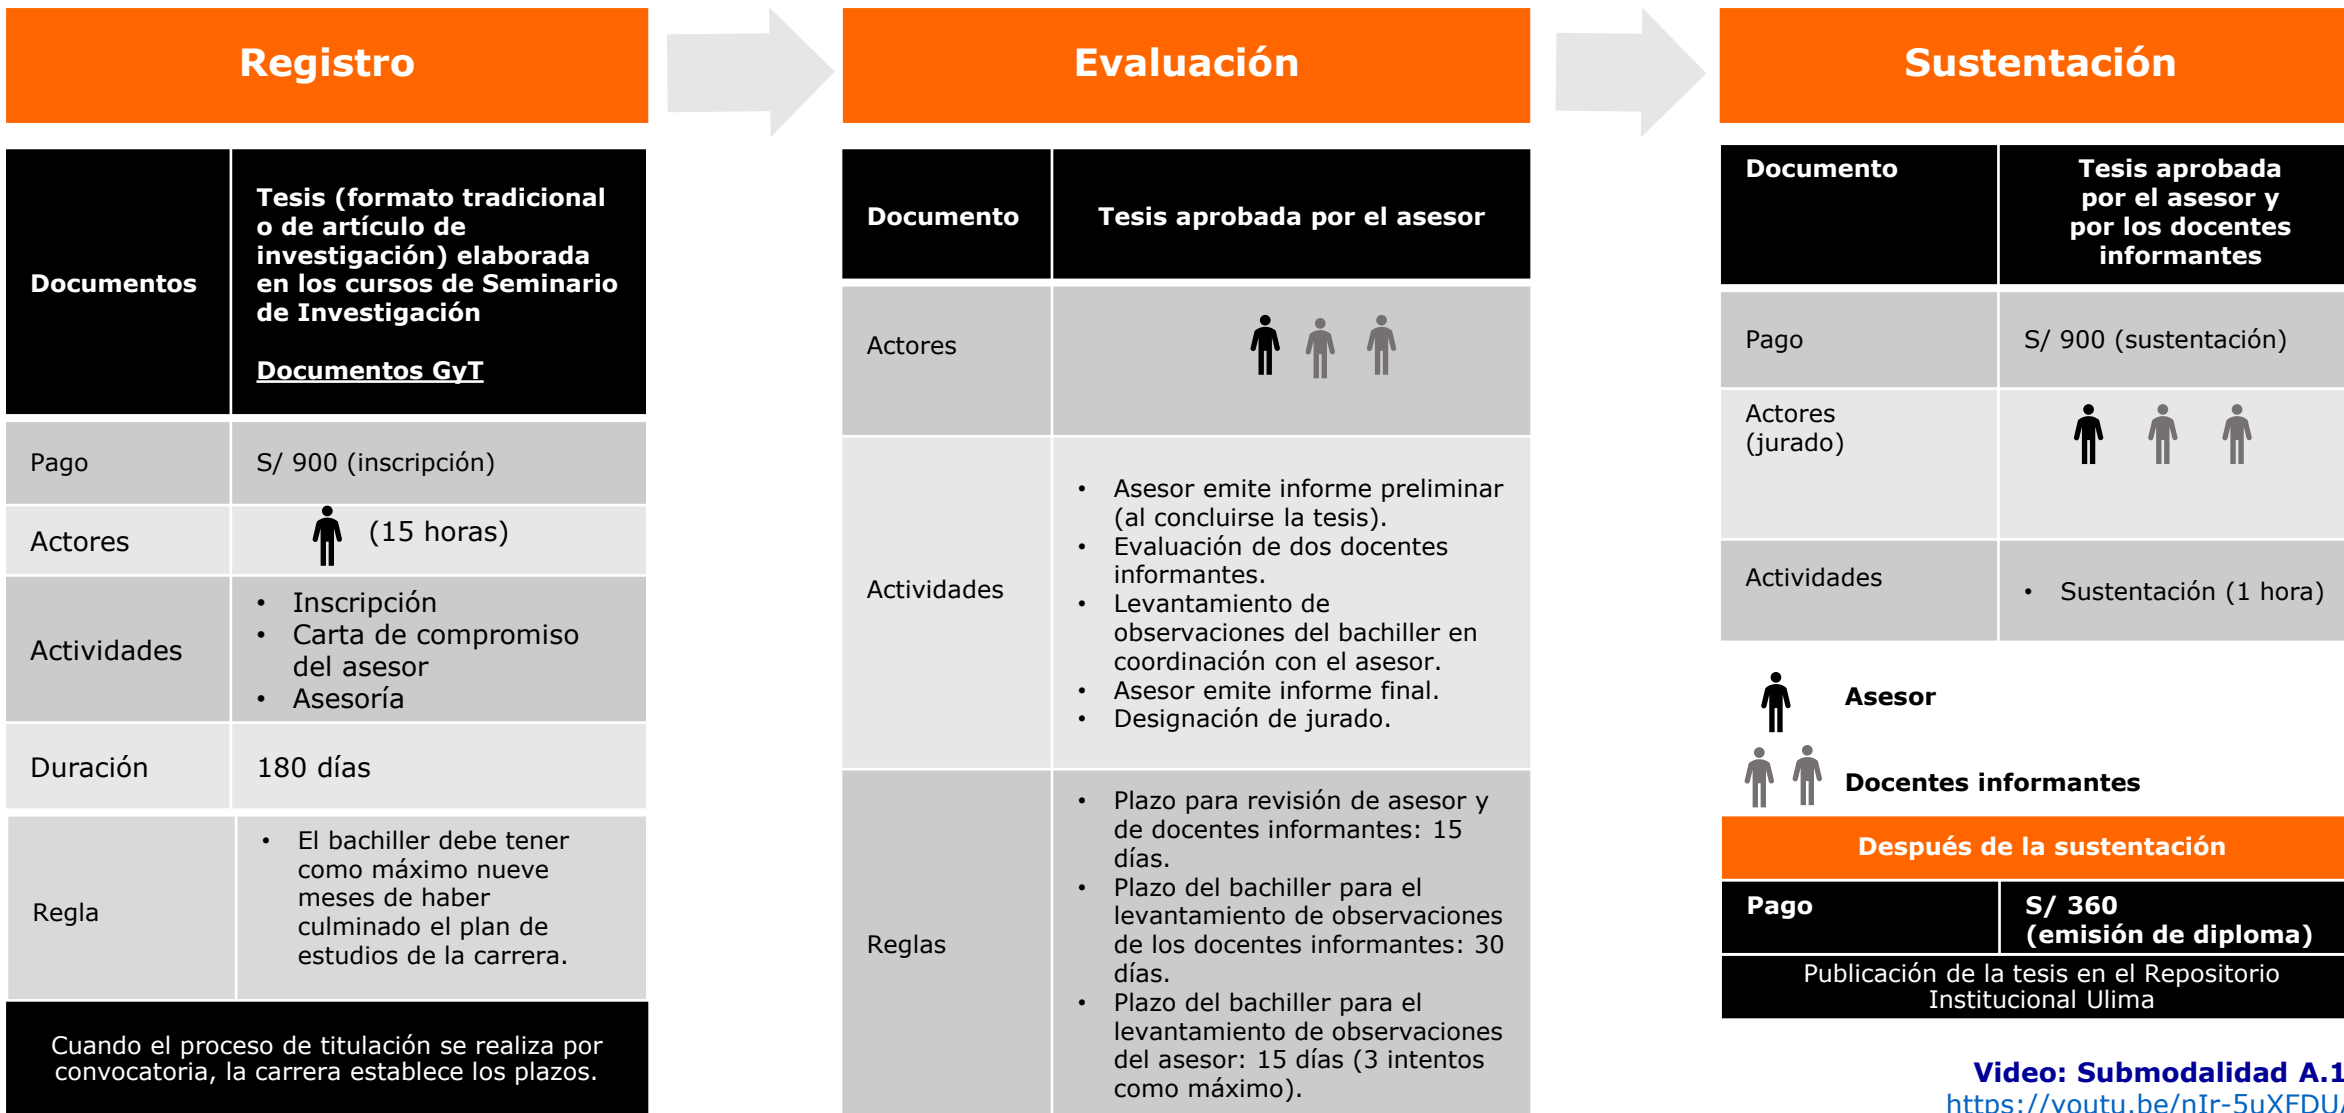 Registro
Documentos
Tesis (formato tradicional
o de artículo de
investigación) elaborada
en los cursos de Seminario
de Investigación
Documentos GyT
Pago
S/ 900 (inscripción)
Actores
(15 horas)
Actividades
• Inscripción
• Carta de compromiso
del asesor
• Asesoría
Duración
180 días
Regla
• El bachiller debe tener
como máximo nueve
meses de haber
culminado el plan de
estudios de la carrera.
Cuando el proceso de titulación se realiza por
convocatoria, la carrera establece los plazos.
Evaluación
Documento
Tesis aprobada por el asesor
Actores
Actividades
• Asesor emite informe preliminar
(al concluirse la tesis).
• Evaluación de dos docentes
informantes.
• Levantamiento de
observaciones del bachiller en
coordinación con el asesor.
• Asesor emite informe final.
• Designación de jurado.
Reglas
• Plazo para revisión de asesor y
de docentes informantes: 15
días.
• Plazo del bachiller para el
levantamiento de observaciones
de los docentes informantes: 30
días.
• Plazo del bachiller para el
levantamiento de observaciones
del asesor: 15 días (3 intentos
como máximo).
Sustentación
Documento
Tesis aprobada
por el asesor y
por los docentes
informantes
Pago
S/ 900 (sustentación)
Actores
(jurado)
Actividades
• Sustentación (1 hora)
Asesor
Docentes informantes
Después de la sustentación
Pago
S/ 360
(emisión de diploma)
Publicación de la tesis en el Repositorio
Institucional Ulima
Video: Submodalidad A.1